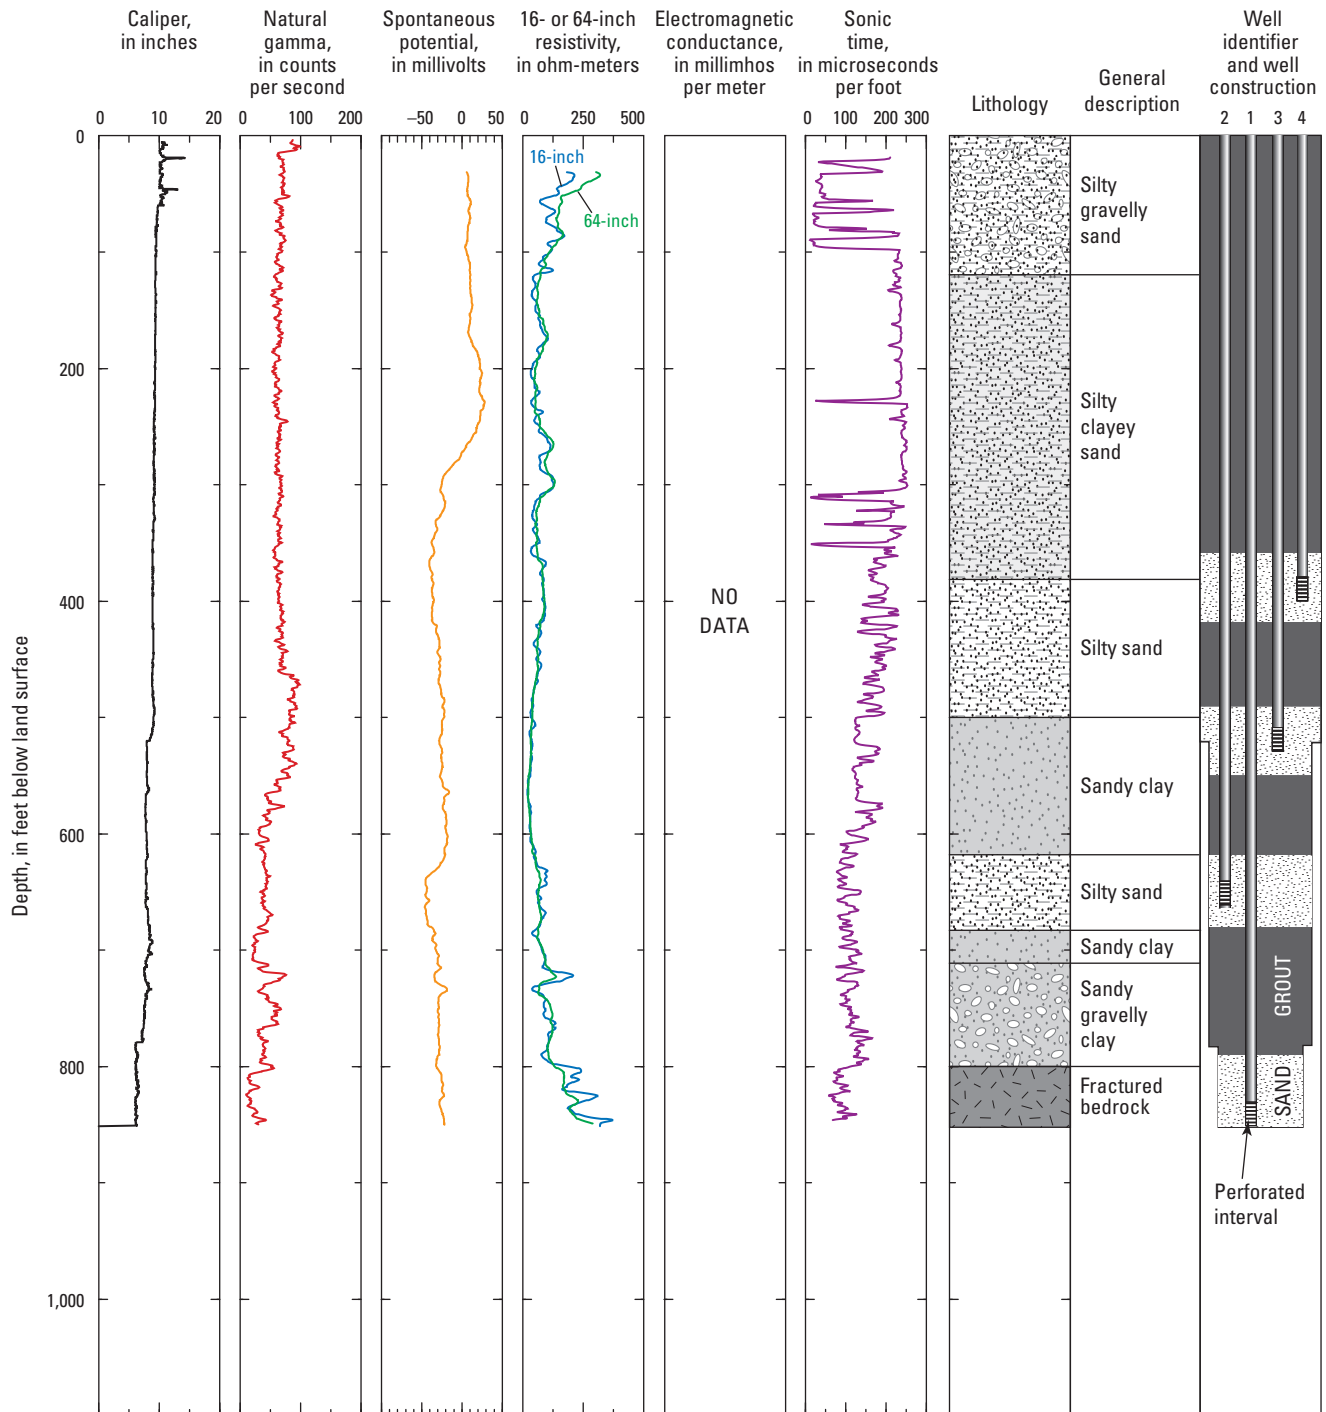 Caliper,
in inches
Natural
gamma,
in counts
per second
Spontaneous
potential,
in millivolts
16- or 64-inch
resistivity,
in ohm-meters
Electromagnetic
conductance,
in millimhos
per meter
Sonic
time,
in microseconds
per foot
Lithology
General
description
Well
identifier
and well
construction
0 10 20
0 100 200
–50 0 50
0 250 500
0 100 200 300
2 1 3 4
Depth, in feet below land surface
0
200
400
600
800
1,000
16-inch
64-inch
NO
DATA
Silty
gravelly
sand
Silty
clayey
sand
Silty sand
Sandy clay
Silty sand
Sandy clay
Sandy
gravelly
clay
Fractured
bedrock
GROUT
SAND
Perforated
interval